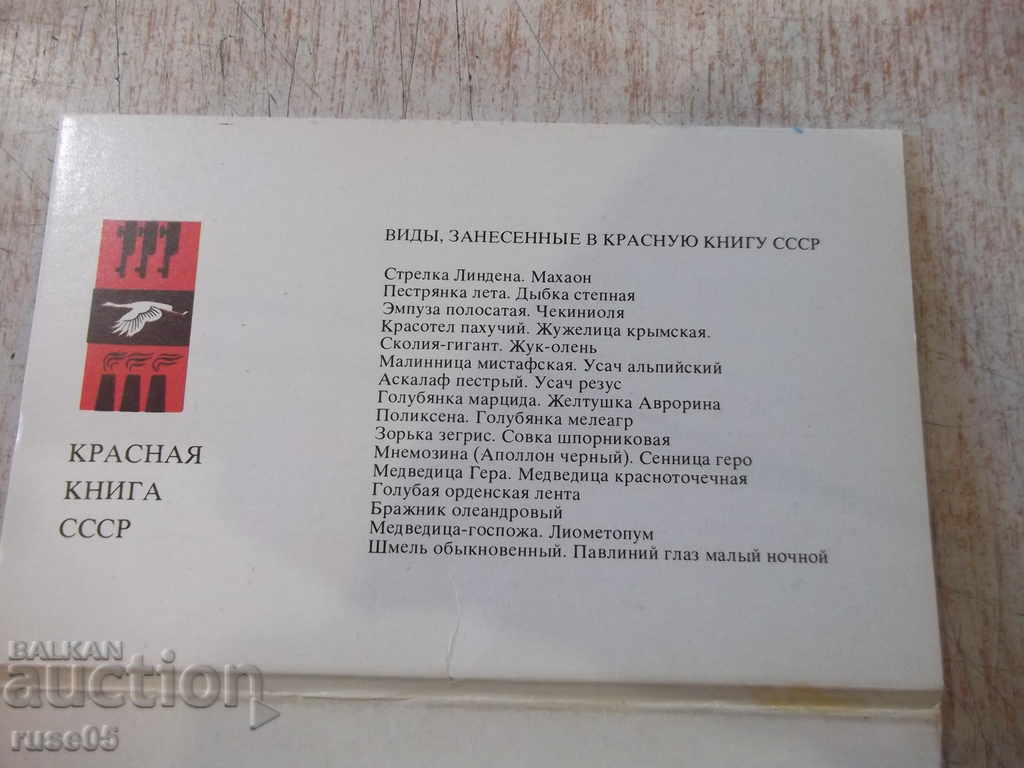 ВИДЫ, ЗАНЕСЕННЫЕ В КРАСНУЮ КНИГУ СССР
Стрелка Линдена. Махаон
Пестрянка лета. Дыбка степная
Эмпуза полосатая. Чекиниоля
Красотел пахучий. Жужелица крымская.
Сколия-гигант. Жук-олень
Малинница мистафская. Усач альпийский
Аскалаф пестрый. Усач резус
Голубянка марцида. Желтушка Аврорина
Поликсена. Голубянка мелеагр
Зорька зегрис. Совка шпорниковая
Мнемозина (Аполлон черный). Сенница геро
Медведица Гера. Медведица красноточечная
Голубая орденская лента
Бражник олеандровый
Медведица-госпожа. Лиометопум
Шмель обыкновенный. Павлиний глаз малый ночной
КРАСНАЯ
КНИГА
СССР
BALKAN
auction
ruse05